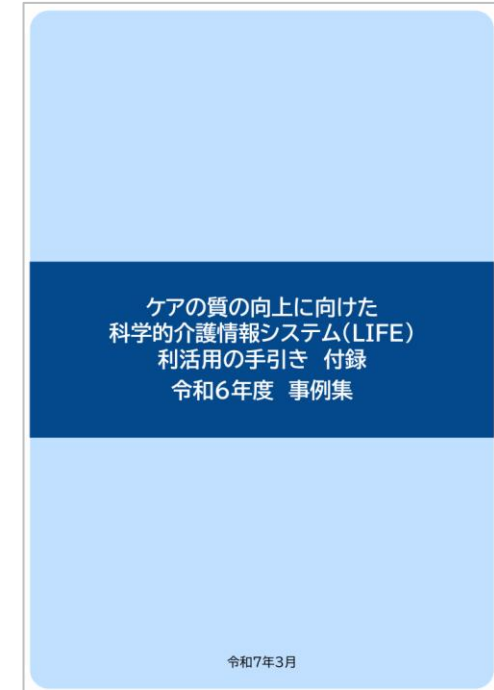 ケアの質の向上に向けた
科学的介護情報システム(LIFE)
利活用の手引き 付録
令和6年度 事例集
令和7年3月